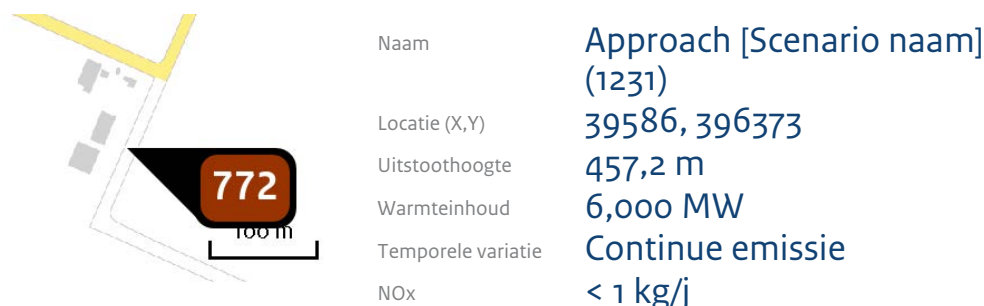 Naam Approach [Scenario naam]
(1231)
Locatie (X,Y) 39586, 396373
Uitstoothoogte 457,2 m
Warmteinhoud 6,000 MW
Temporele variatie Continue emissie
NOx < 1 kg/j
772
100 m